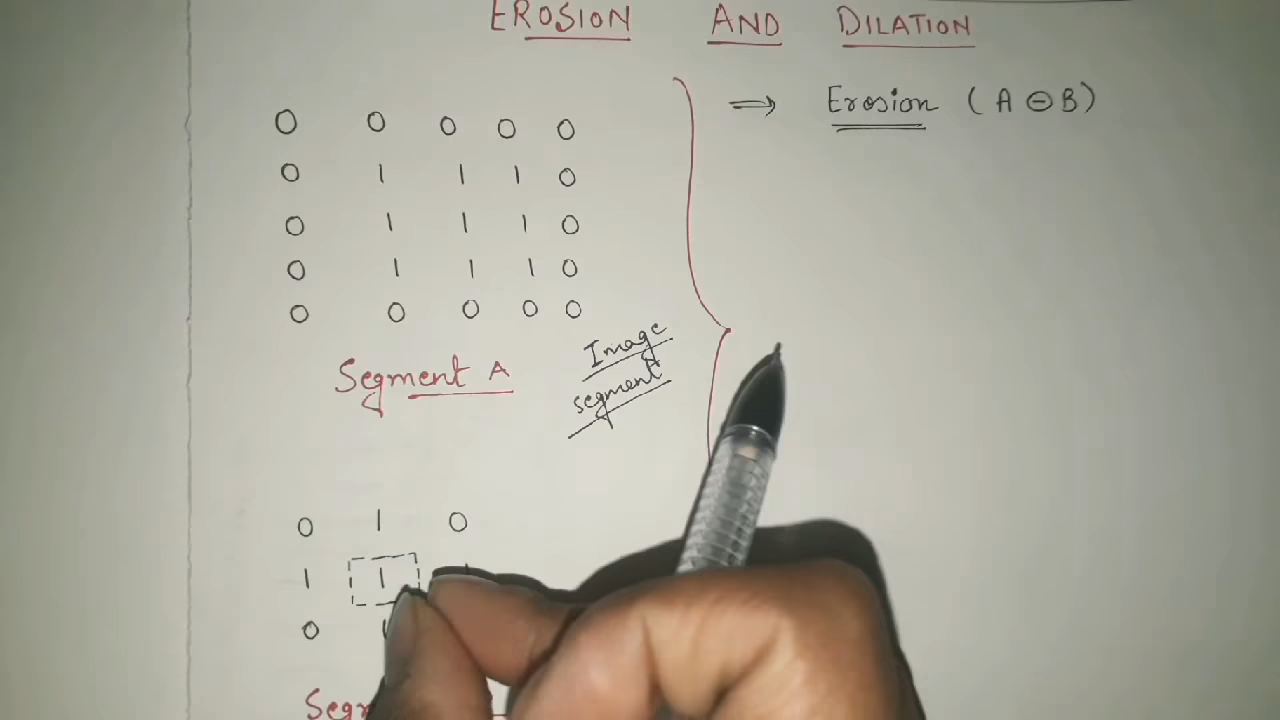 EROSION AND DILATION
⟹ Erosion (A ⊖ B)
0 0 0 0 0
0 1 1 1 0
0 1 1 1 0
0 1 1 1 0
0 0 0 0 0
Segment A
Image
segment
0 1 0
1 1
0